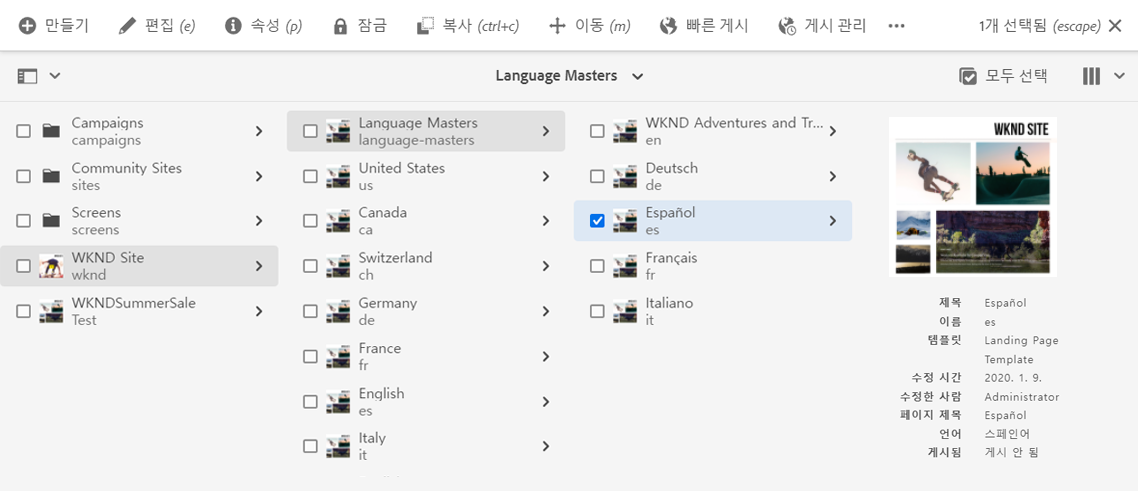 만들기 편집 (e) 속성 (p) 잠금 복사 (ctrl+c) 이동 (m) 빠른 게시 게시 관리 1개 선택됨 (escape)
Language Masters 모두 선택
Campaigns
campaigns
Community Sites
sites
Screens
screens
WKND Site
wknd
WKNDSummerSale
Test
Language Masters
language-masters
United States
us
Canada
ca
Switzerland
ch
Germany
de
France
fr
English
es
Italy
it
WKND Adventures and Tr...
en
Deutsch
de
Español
es
Français
fr
Italiano
it
WKND SITE
제목 Español
이름 es
템플릿 Landing Page
Template
수정 시간 2020. 1. 9.
수정한 사람 Administrator
페이지 제목 Español
언어 스페인어
게시됨 게시 안 됨